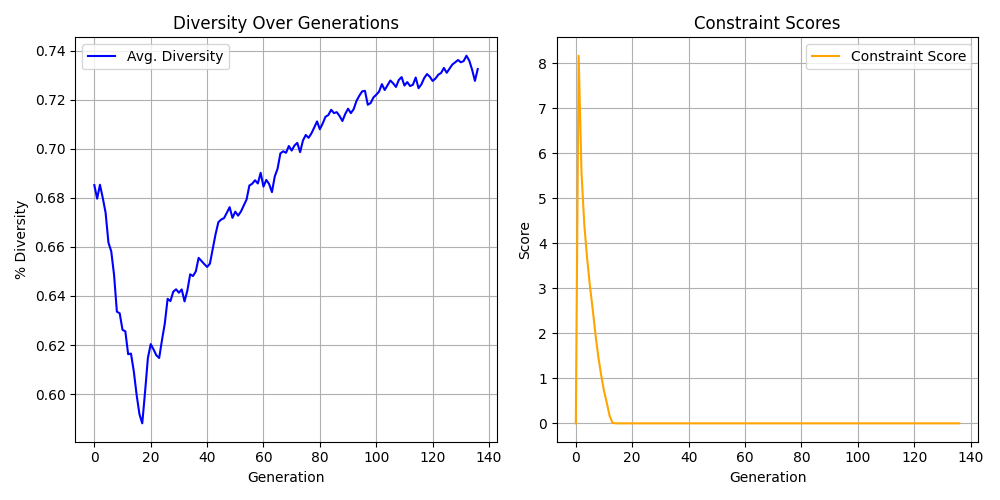 Diversity Over Generations
Avg. Diversity
% Diversity
0.74
0.72
0.70
0.68
0.66
0.64
0.62
0.60
0 20 40 60 80 100 120 140
Generation
Constraint Scores
Constraint Score
Score
8
7
6
5
4
3
2
1
0
0 20 40 60 80 100 120 140
Generation